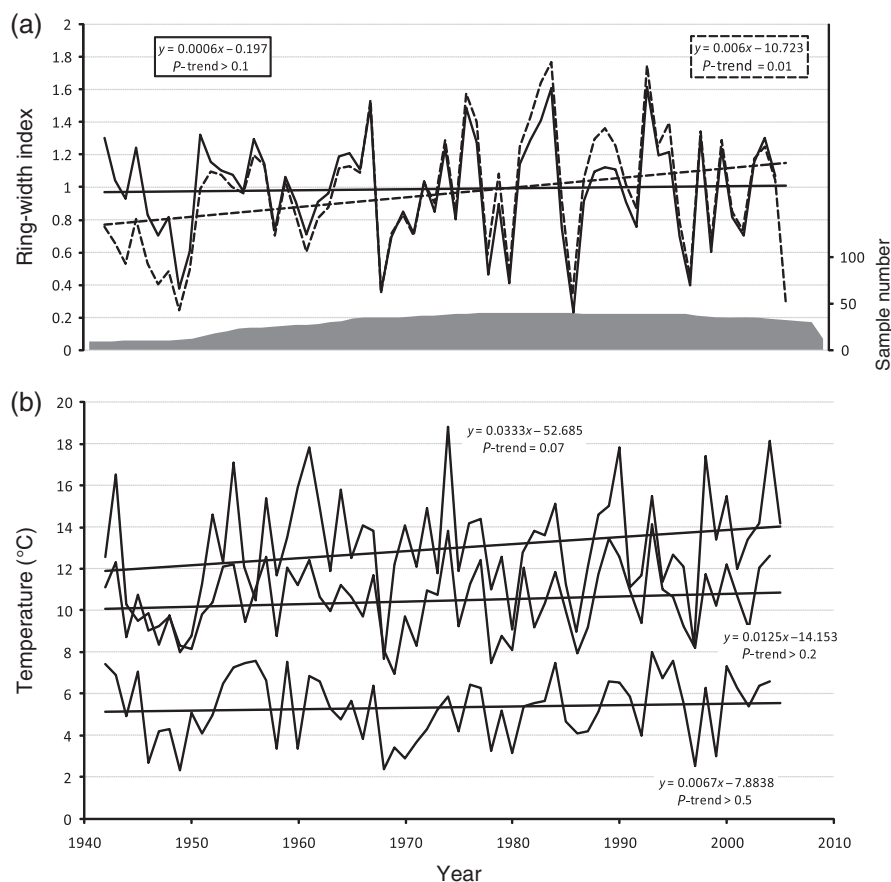 (a)
2
1.8
1.6
1.4
1.2
1
0.8
0.6
0.4
0.2
0
Ring-width index
y = 0.0006x−0.197
P-trend > 0.1
y = 0.006x −10.723
P-trend = 0.01
100
50
0
Sample number
(b)
20
18
16
14
12
10
8
6
4
2
0
Temperature (°C)
y = 0.0333x−52.685
P-trend = 0.07
y = 0.0125x−14.153
P-trend > 0.2
y = 0.0067x−7.8838
P-trend > 0.5
1940 1950 1960 1970 1980 1990 2000 2010
Year